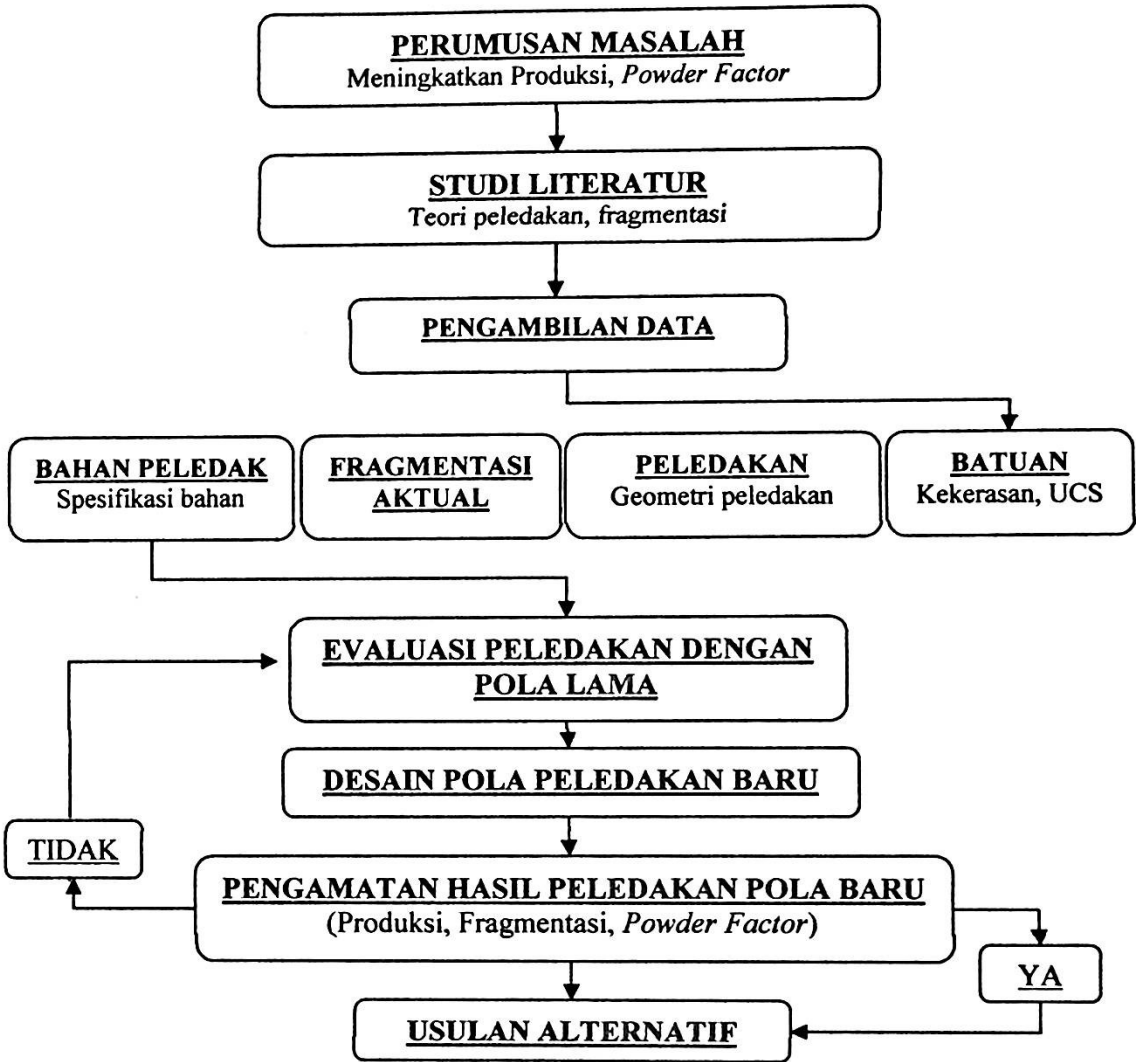 PERUMUSAN MASALAH
Meningkatkan Produksi, Powder Factor
STUDI LITERATUR
Teori peledakan, fragmentasi
PENGAMBILAN DATA
BAHAN PELEDAK
Spesifikasi bahan
FRAGMENTASI
AKTUAL
PELEDAKAN
Geometri peledakan
BATUAN
Kekerasan, UCS
EVALUASI PELEDAKAN DENGAN
POLA LAMA
DESAIN POLA PELEDAKAN BARU
TIDAK
PENGAMATAN HASIL PELEDAKAN POLA BARU
(Produksi, Fragmentasi, Powder Factor)
YA
USULAN ALTERNATIF